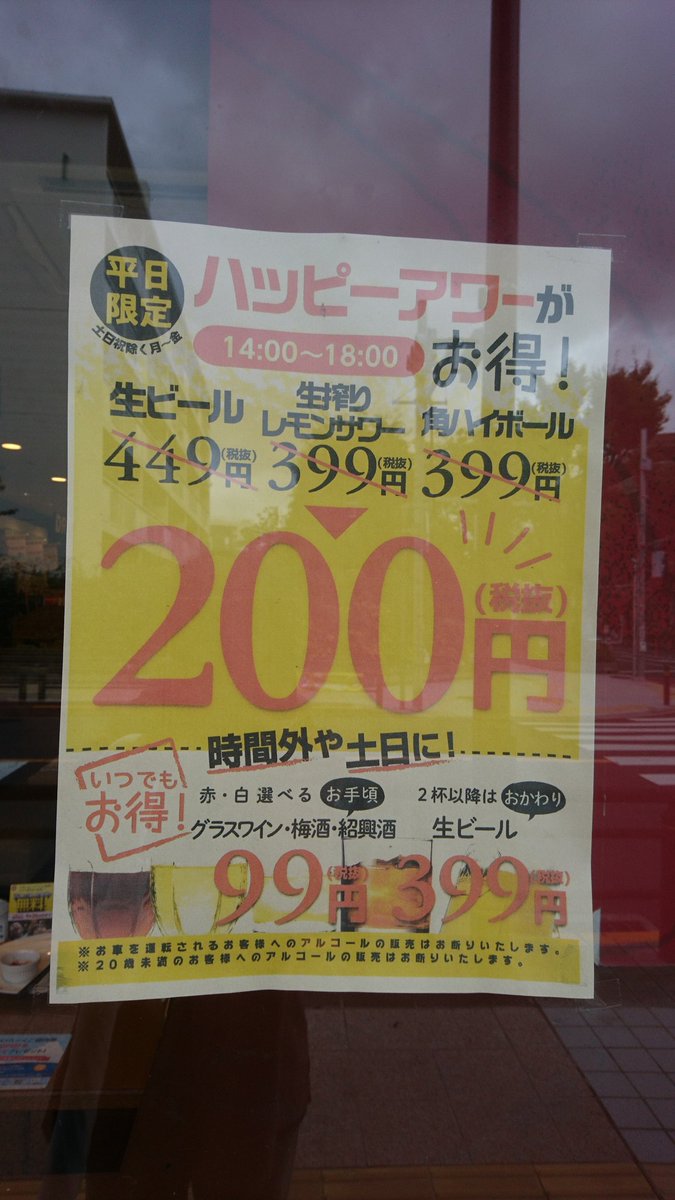 平日
限定
土日祝除く月～金
ハッピーアワーが
14:00～18:00
お得!
生ビール
449円(税抜)
生搾り
レモンサワー
399円(税抜)
角ハイボール
399円(税抜)
200円(税抜)
時間外や土日に!
いつでも
お得!
赤・白 選べる お手頃
グラスワイン・梅酒・紹興酒
99円(税抜)
2杯以降は おかわり
生ビール
399円(税抜)
※お車を運転されるお客様へのアルコールの販売はお断りいたします。
※20歳未満のお客様へのアルコールの販売はお断りいたします。